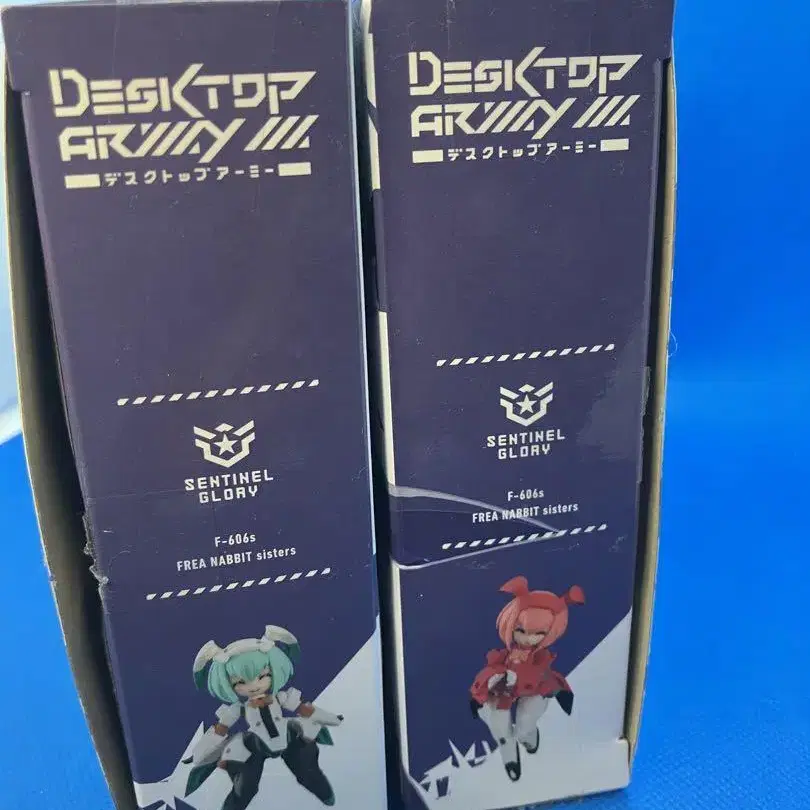 DESKTOP
ARMY
デスクトップアーミー
SENTINEL
GLORY
F-606s
FREA NABBIT sisters
DESKTOP
ARMY
デスクトップアーミー
SENTINEL
GLORY
F-606s
FREA NABBIT sisters